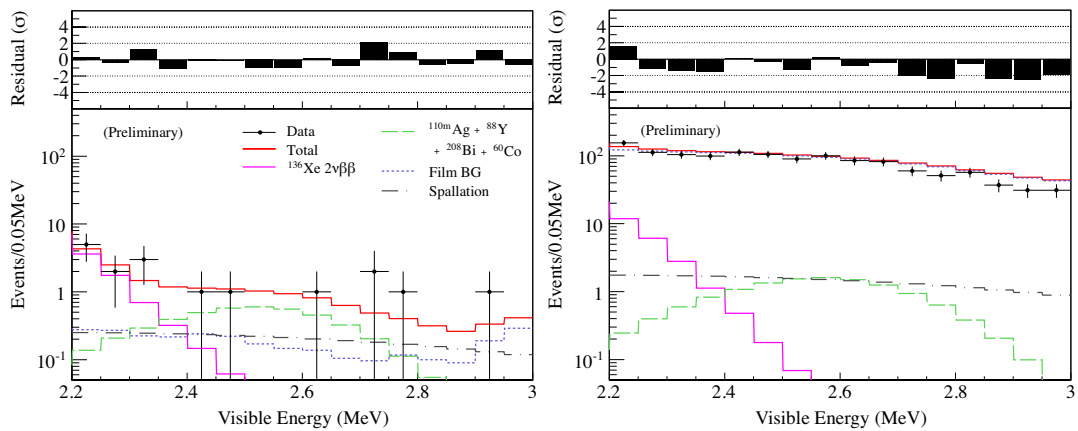 Residual (σ)
4
2
0
-2
-4
(Preliminary)
Data
Total
¹³⁶Xe 2νββ
¹¹⁰ᵐAg + ⁸⁸Y
+ ²⁰⁸Bi + ⁶⁰Co
Film BG
Spallation
Events/0.05MeV
10²
10
1
10⁻¹
2.2 2.4 2.6 2.8 3
Visible Energy (MeV)
Residual (σ)
4
2
0
-2
-4
(Preliminary)
Events/0.05MeV
10²
10
1
10⁻¹
2.2 2.4 2.6 2.8 3
Visible Energy (MeV)